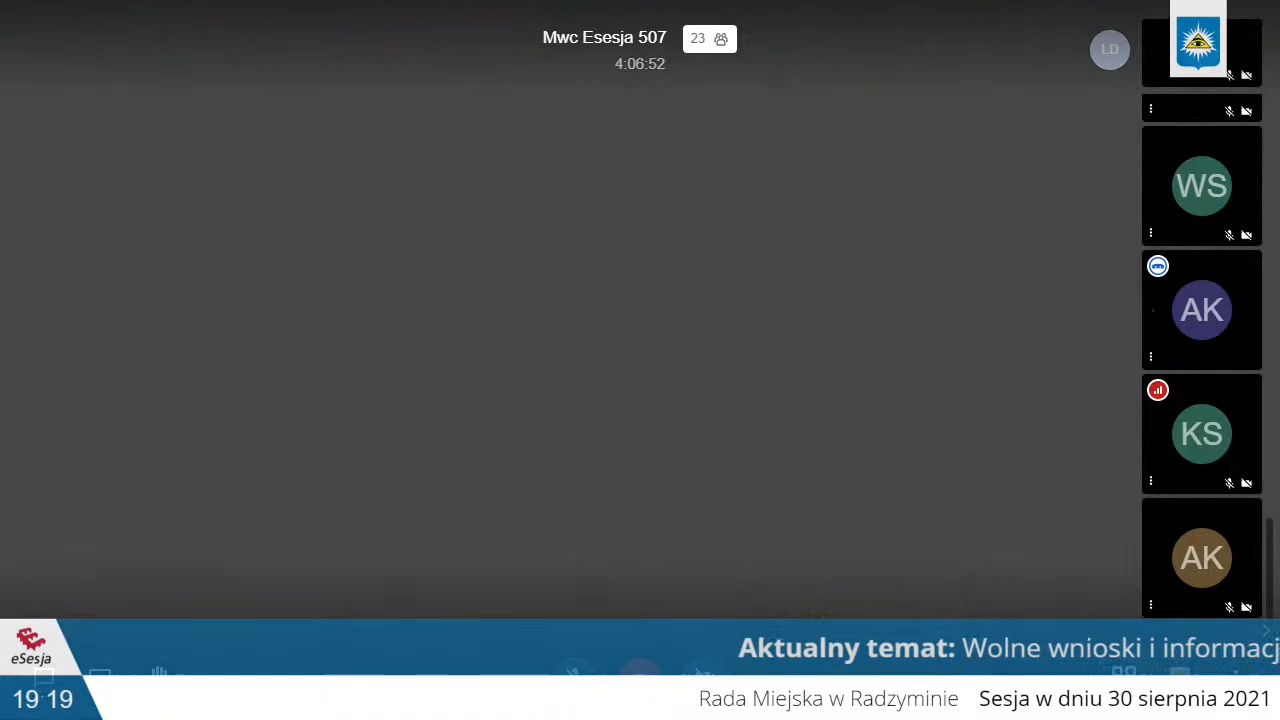 Mwc Esesja 507
23
4:06:52
LD
WS
AK
KS
AK
eSesja
Aktualny temat: Wolne wnioski i informacj
19 19
Rada Miejska w Radzyminie
Sesja w dniu 30 sierpnia 2021